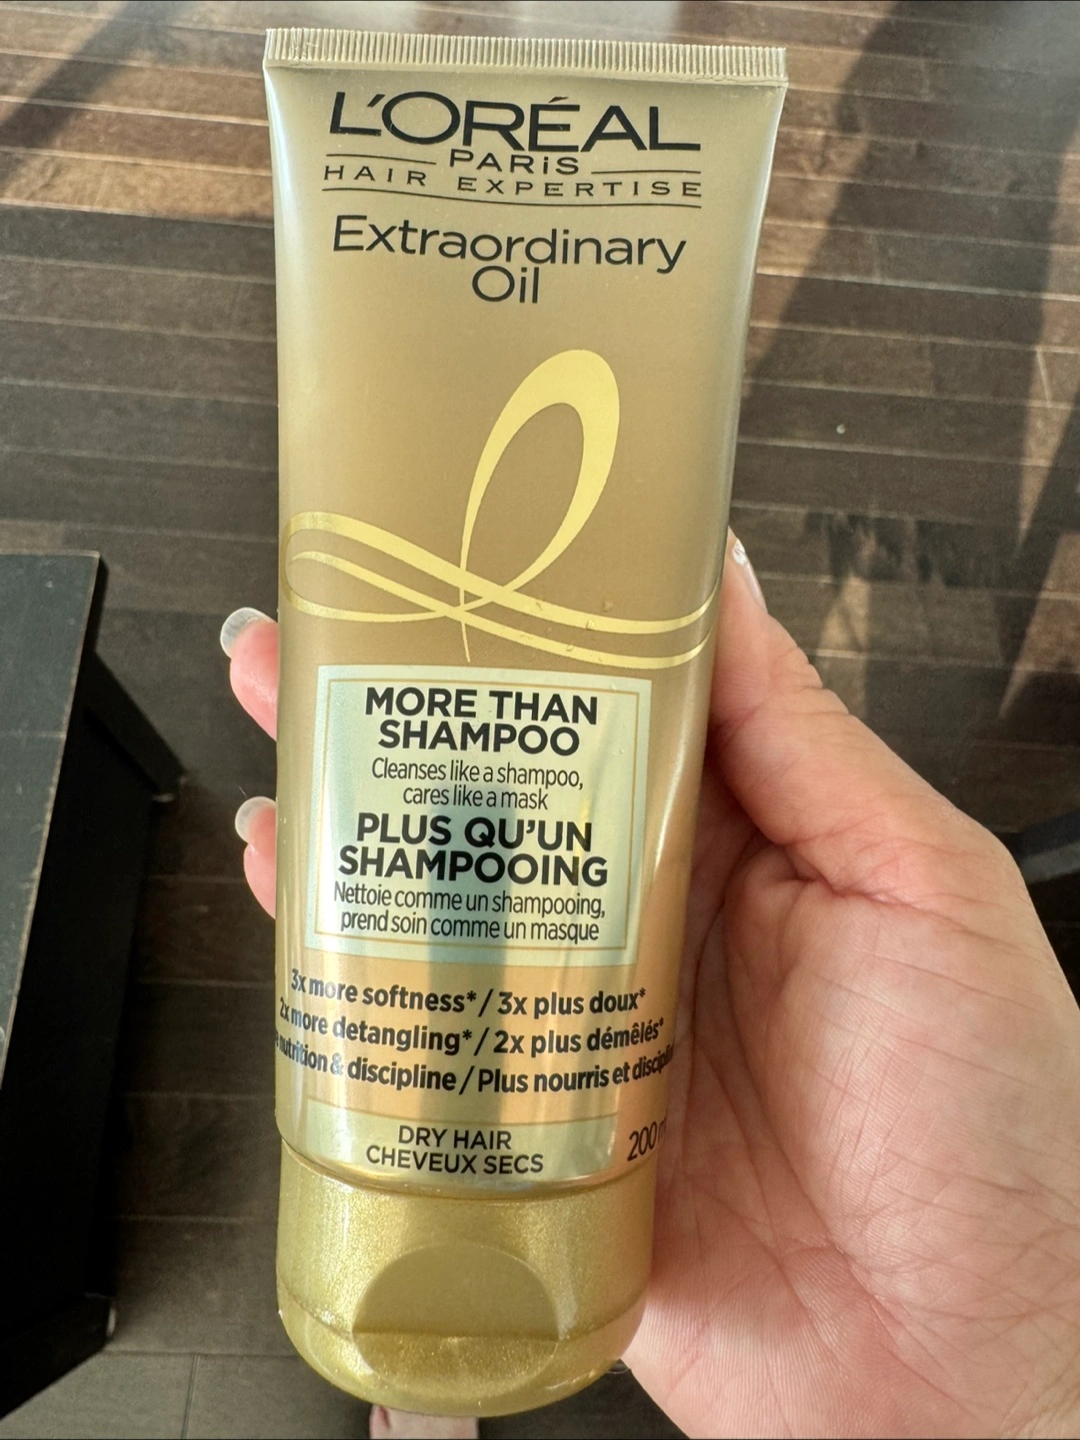 L'ORÉAL
PARiS
HAIR EXPERTISE
Extraordinary
Oil
MORE THAN
SHAMPOO
Cleanses like a shampoo,
cares like a mask
PLUS QU'UN
SHAMPOOING
Nettoie comme un shampooing,
prend soin comme un masque
3x more softness* / 3x plus doux*
2x more detangling* / 2x plus démêlés*
nutrition & discipline / Plus nourris et
DRY HAIR
CHEVEUX SECS
200